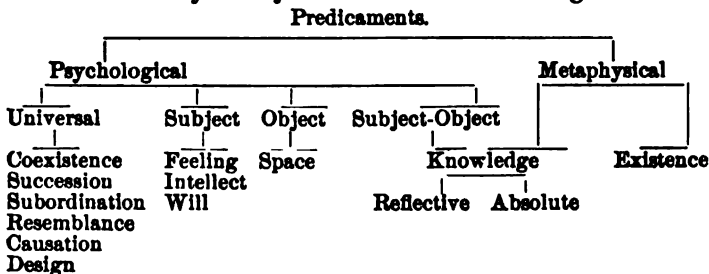 Predicaments.
Psychological Metaphysical
Universal Subject Object Subject-Object
Coexistence Feeling Space Knowledge Existence
Succession Intellect
Subordination Will Reflective Absolute
Resemblance
Causation
Design